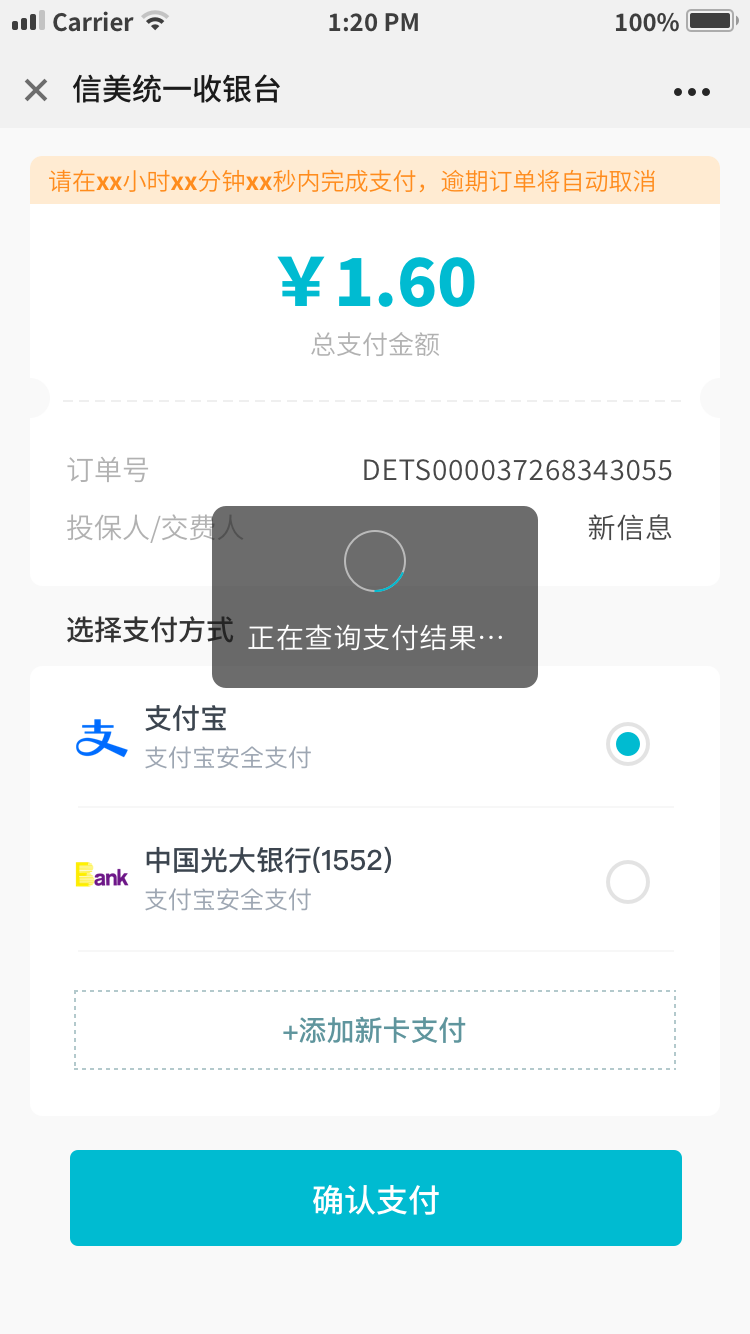 Carrier 1:20 PM 100%
信美统一收银台
请在xx小时xx分钟xx秒内完成支付，逾期订单将自动取消
￥1.60
总支付金额
订单号 DETS000037268343055
投保人/交费人 新信息
选择支付方式
正在查询支付结果…
支付宝
支付宝安全支付
中国光大银行(1552)
Bank
支付宝安全支付
+添加新卡支付
确认支付